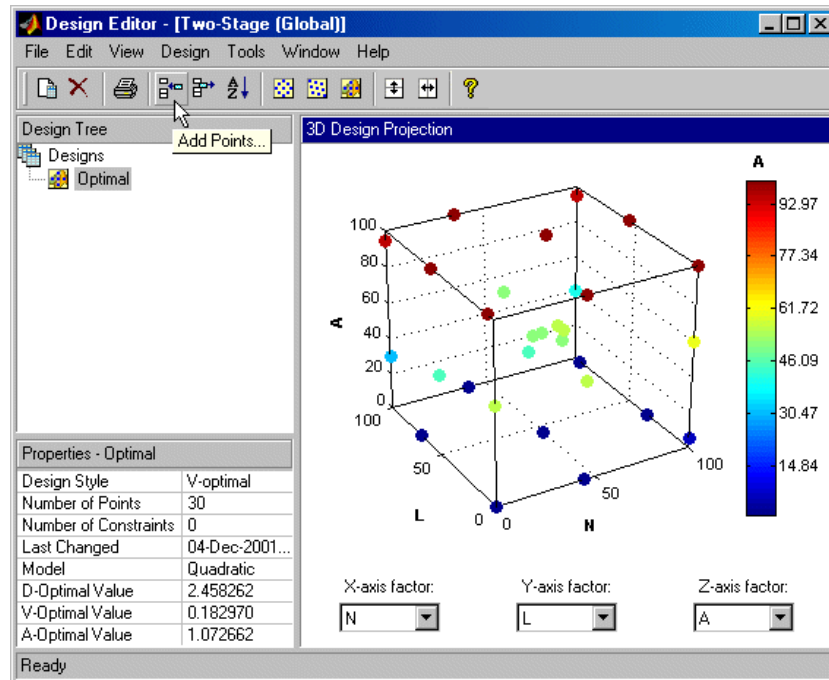 Design Editor - [Two-Stage (Global)]
File Edit View Design Tools Window Help
Design Tree
Add Points...
Designs
Optimal
3D Design Projection
A
92.97
77.34
61.72
46.09
30.47
14.84
100
80
60
40
20
0
A
100
50
0
L
0
50
100
N
Properties - Optimal
Design Style V-optimal
Number of Points 30
Number of Constraints 0
Last Changed 04-Dec-2001...
Model Quadratic
D-Optimal Value 2.458262
V-Optimal Value 0.182970
A-Optimal Value 1.072662
X-axis factor: Y-axis factor: Z-axis factor:
N L A
Ready